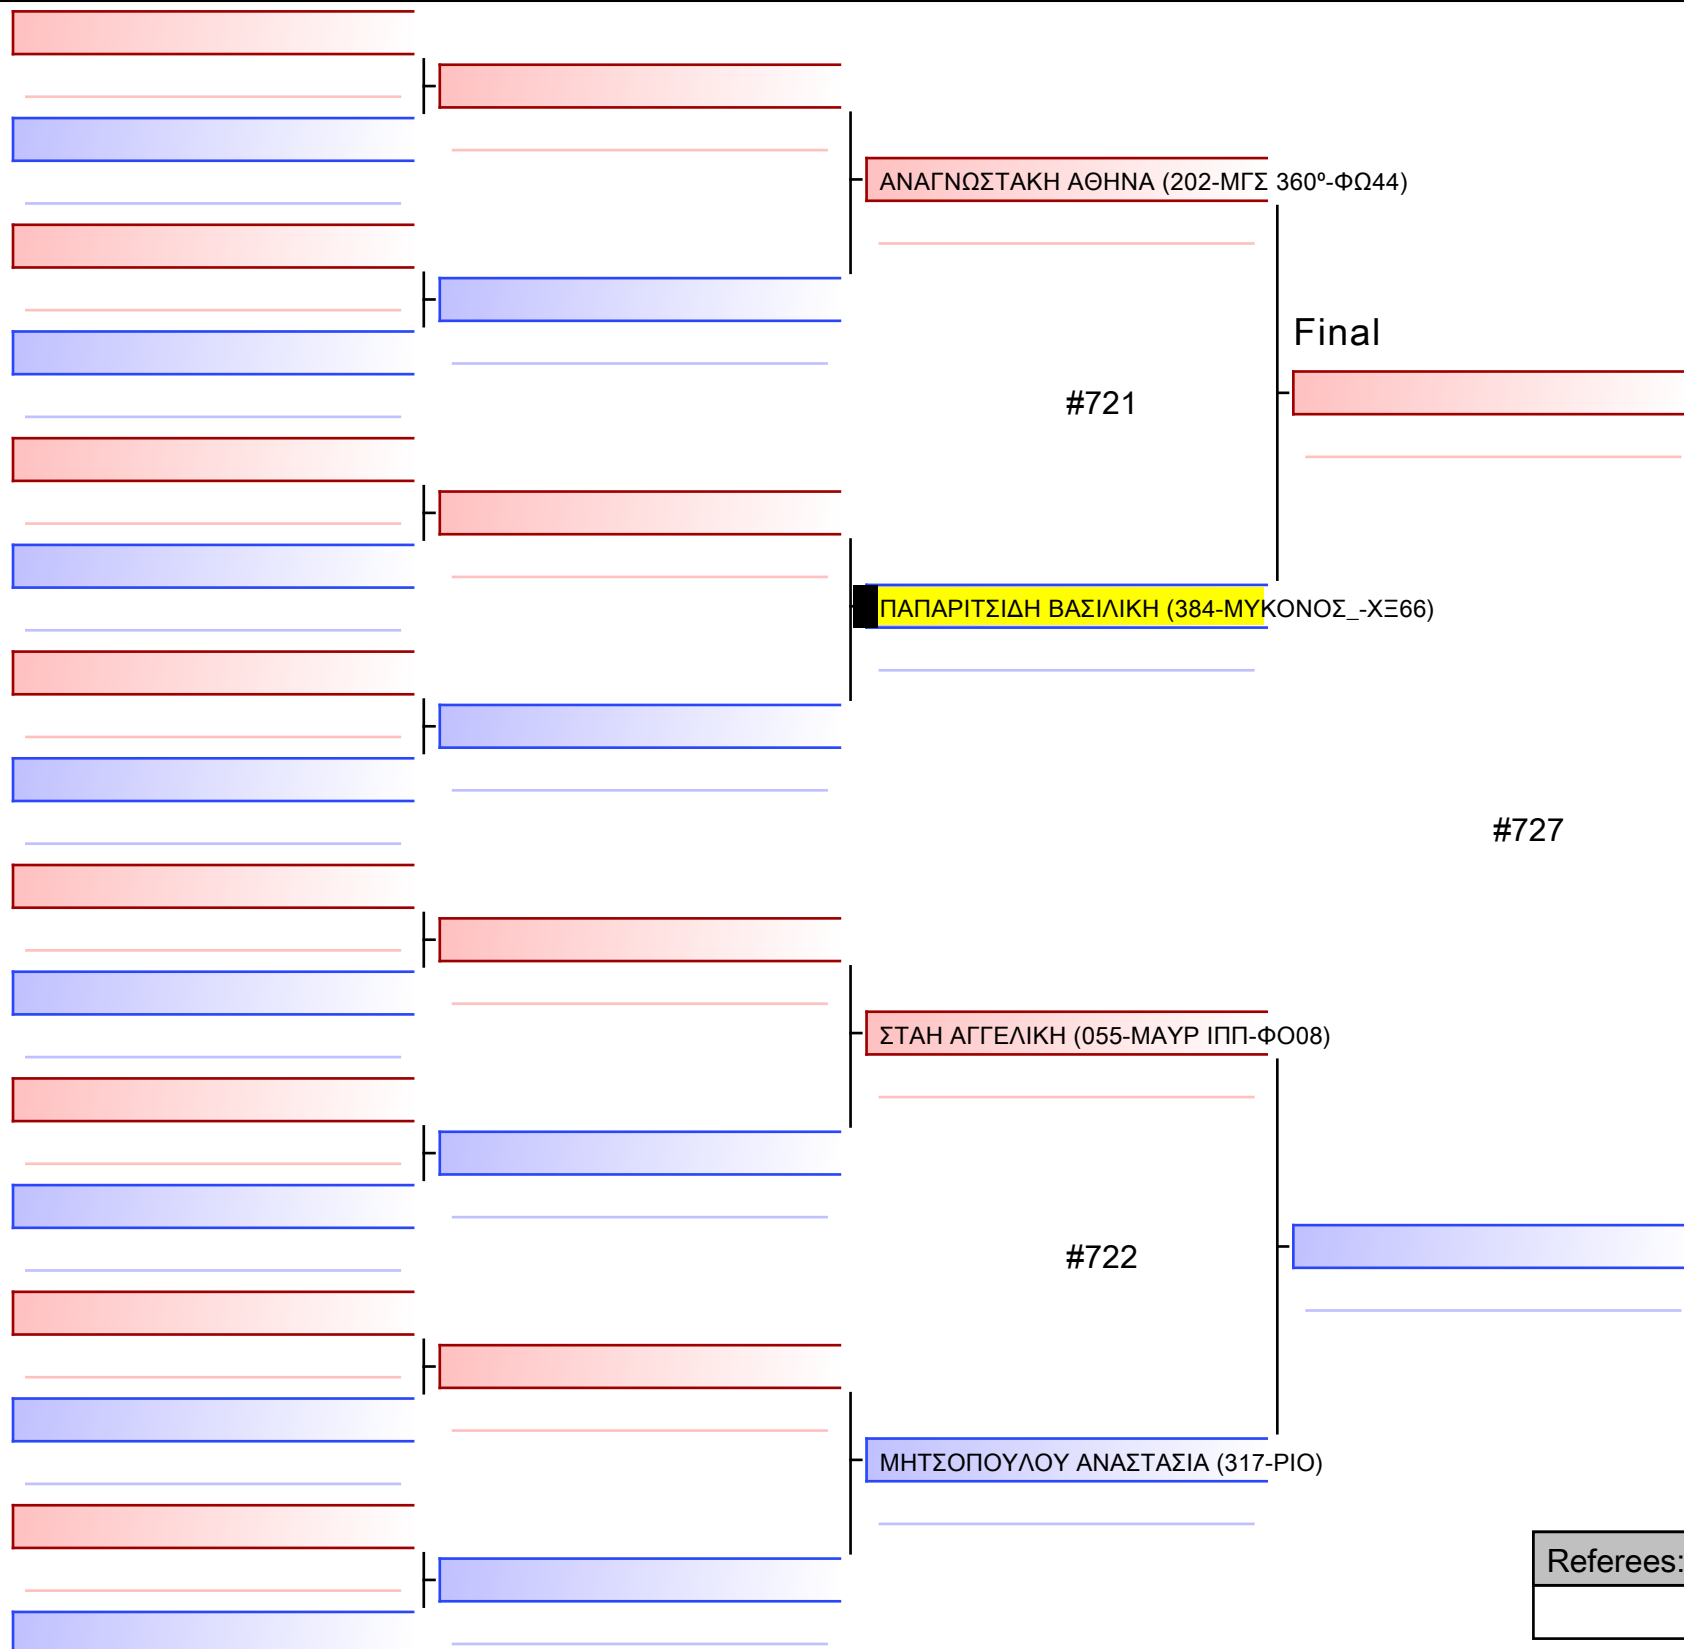 ΑΝΑΓΝΩΣΤΑΚΗ ΑΘΗΝΑ (202-ΜΓΣ 360º-ΦΩ44)
Final
#721
ΠΑΠΑΡΙΤΣΙΔΗ ΒΑΣΙΛΙΚΗ (384-ΜΥΚΟΝΟΣ_-ΧΞ66)
#727
ΣΤΑΗ ΑΓΓΕΛΙΚΗ (055-ΜΑΥΡ ΙΠΠ-ΦΟ08)
#722
ΜΗΤΣΟΠΟΥΛΟΥ ΑΝΑΣΤΑΣΙΑ (317-ΡΙΟ)
Referees: